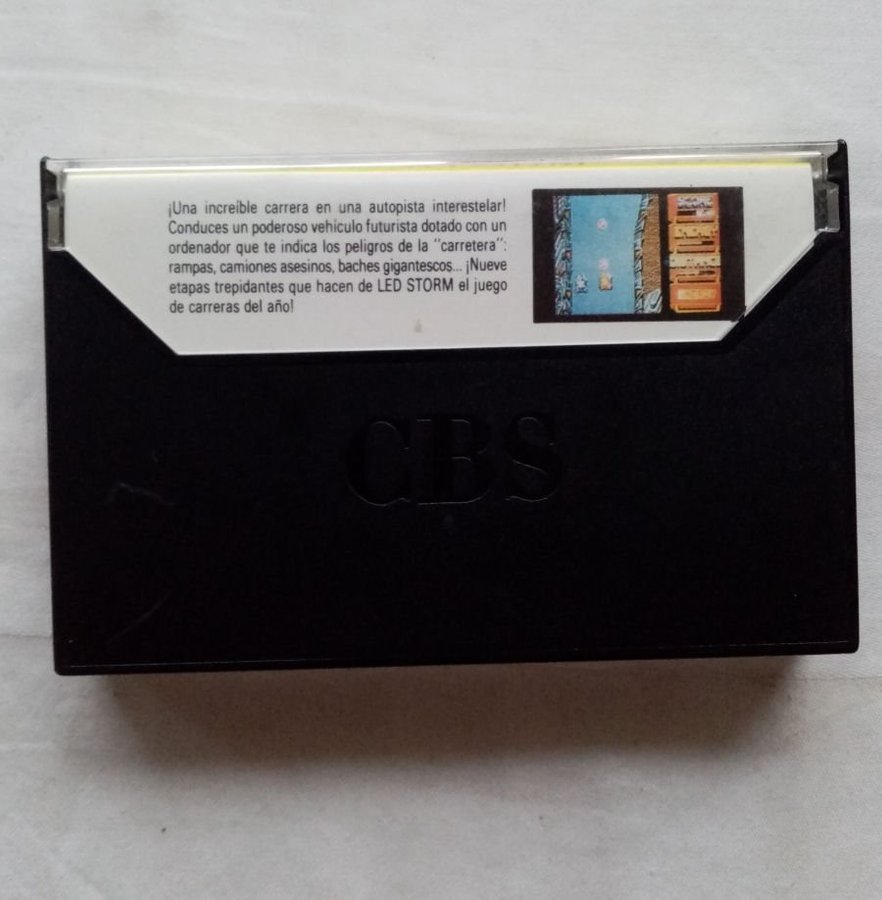 ¡Una increíble carrera en una autopista interestelar!
Conduces un poderoso vehículo futurista dotado con un
ordenador que te indica los peligros de la "carretera":
rampas, camiones asesinos, baches gigantescos... ¡Nueve
etapas trepidantes que hacen de LED STORM el juego
de carreras del año!
CBS